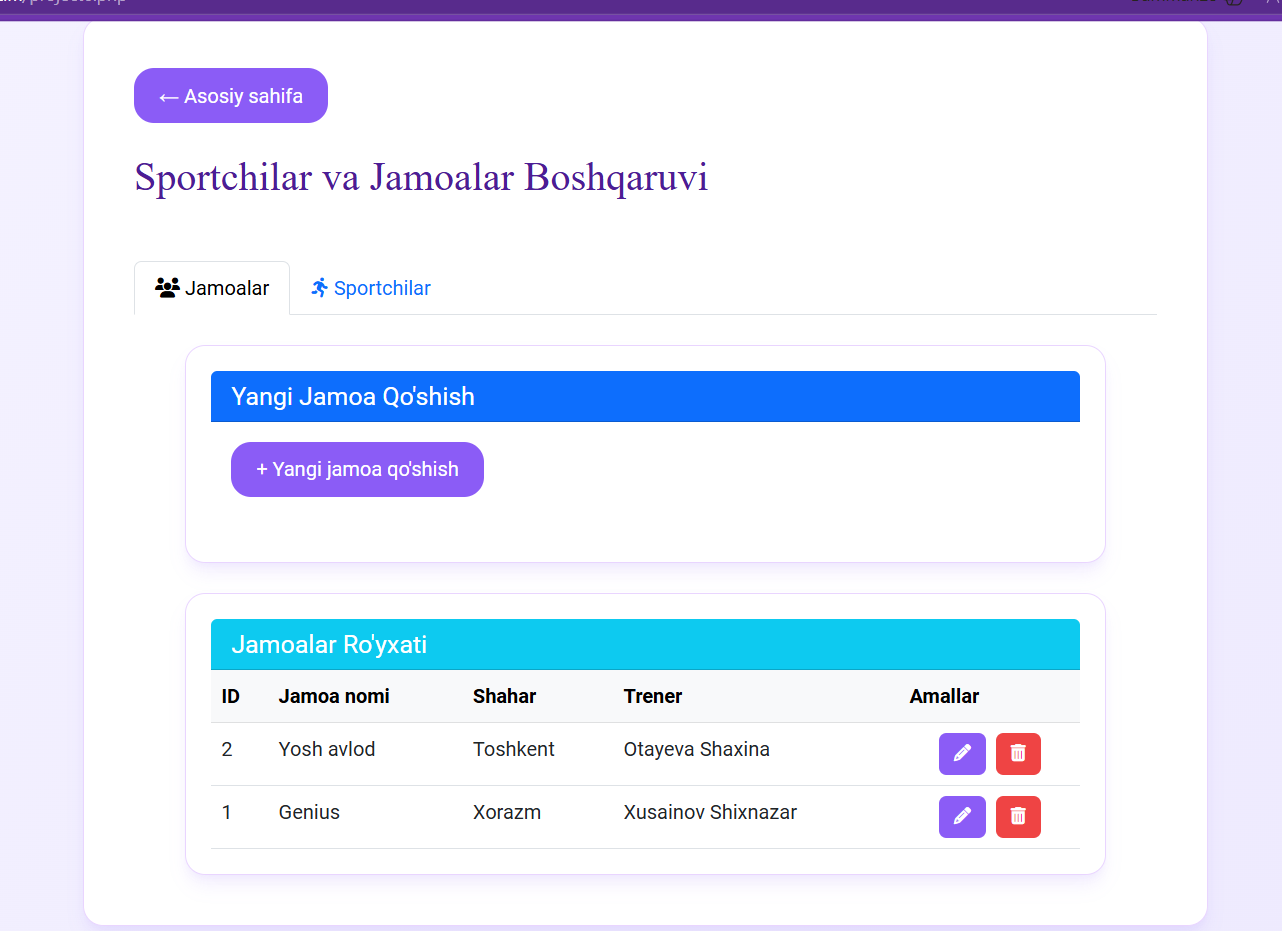 ← Asosiy sahifa
Sportchilar va Jamoalar Boshqaruvi
Jamoalar Sportchilar
Yangi Jamoa Qo'shish
+ Yangi jamoa qo'shish
Jamoalar Ro'yxati
ID Jamoa nomi Shahar Trener Amallar
2 Yosh avlod Toshkent Otayeva Shaxina
1 Genius Xorazm Xusainov Shixnazar